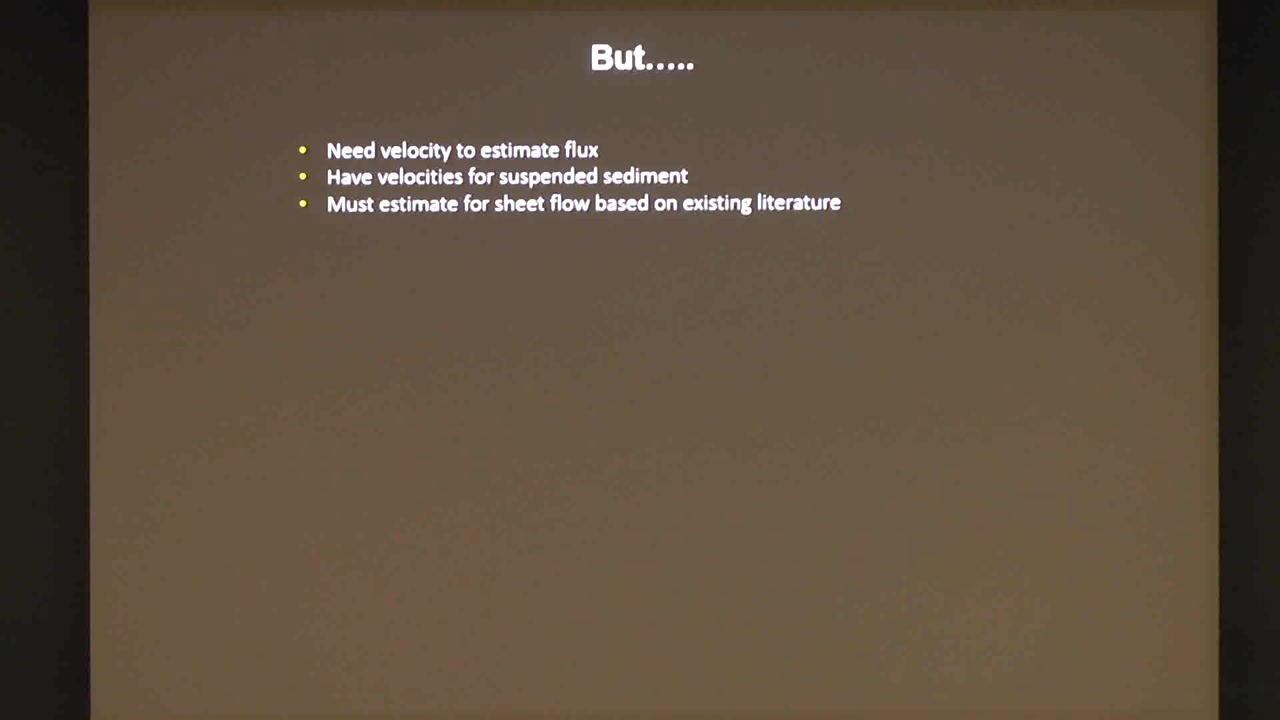 But.....
• Need velocity to estimate flux
• Have velocities for suspended sediment
• Must estimate for sheet flow based on existing literature